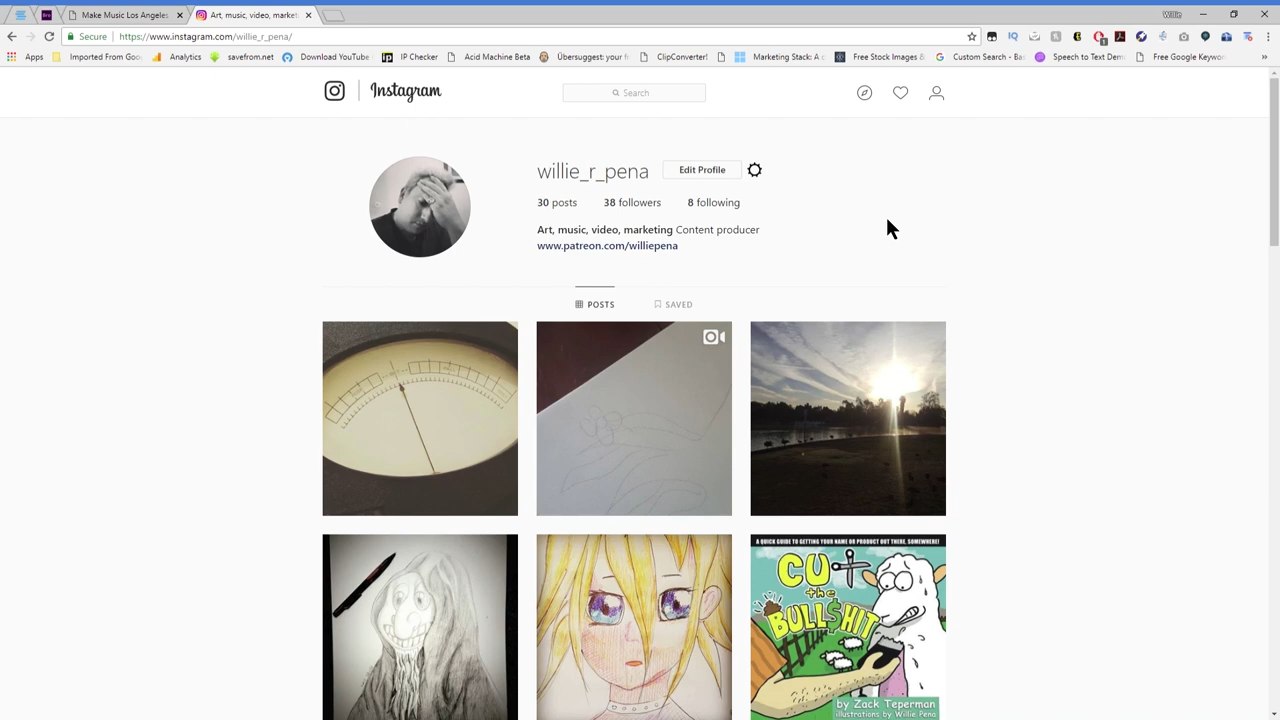 Make Music Los Angeles
Art, music, video, market
Willie
Secure
https://www.instagram.com/willie_r_pena/
Apps
Imported From Goo
Analytics
savefrom.net
Download YouTube
IP Checker
Acid Machine Beta
Übersuggest: your f
ClipConverter!
Marketing Stack: A c
Free Stock Images &
Custom Search - Bas
Speech to Text Dem
Free Google Keywor
»
Instagram
Search
willie_r_pena
Edit Profile
30 posts
38 followers
8 following
Art, music, video, marketing Content producer
www.patreon.com/williepena
POSTS
SAVED
A QUICK GUIDE TO GETTING YOUR NAME OR PRODUCT OUT THERE. SOMEWHERE!
CUT
the
BULL$HIT
by Zack Teperman
illustrations by Willie Pena